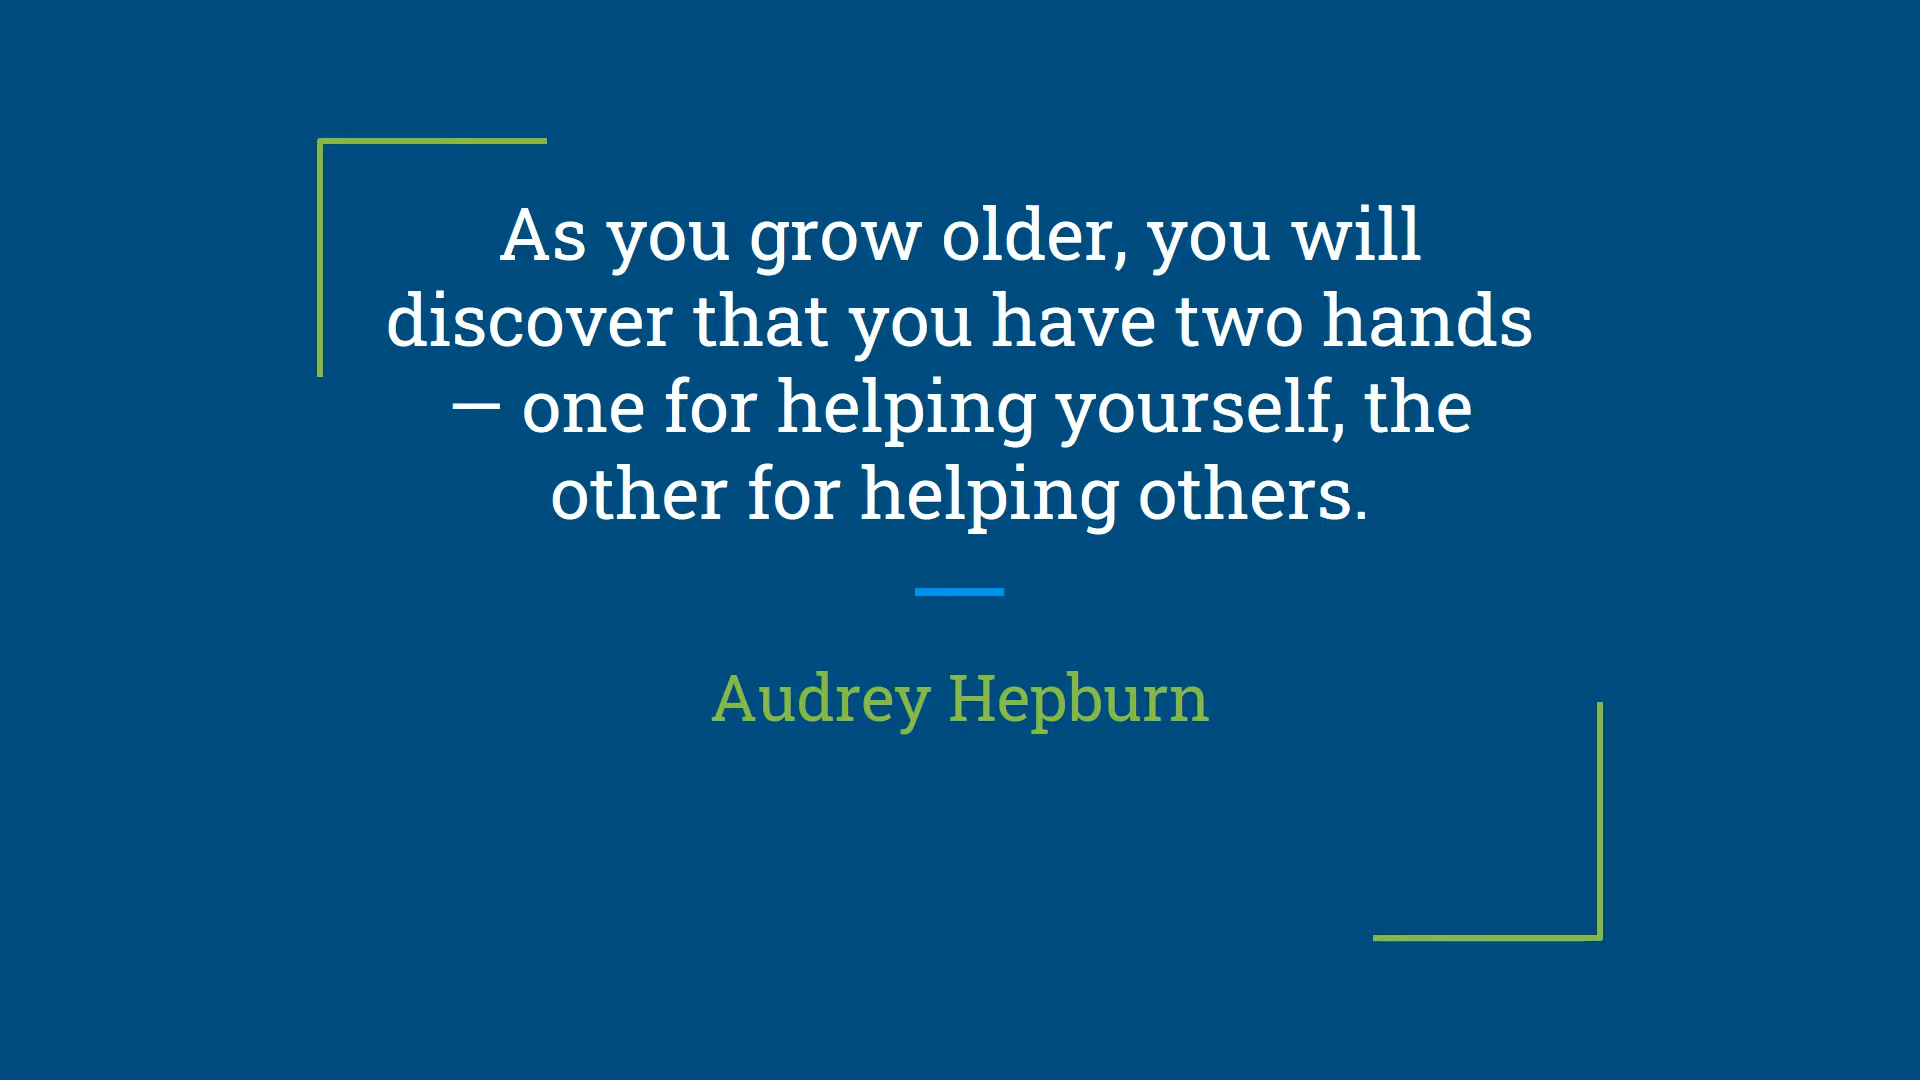 As you grow older, you will
discover that you have two hands
— one for helping yourself, the
other for helping others.
Audrey Hepburn